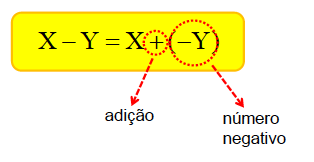 X – Y = X + (–Y)
adição
número
negativo